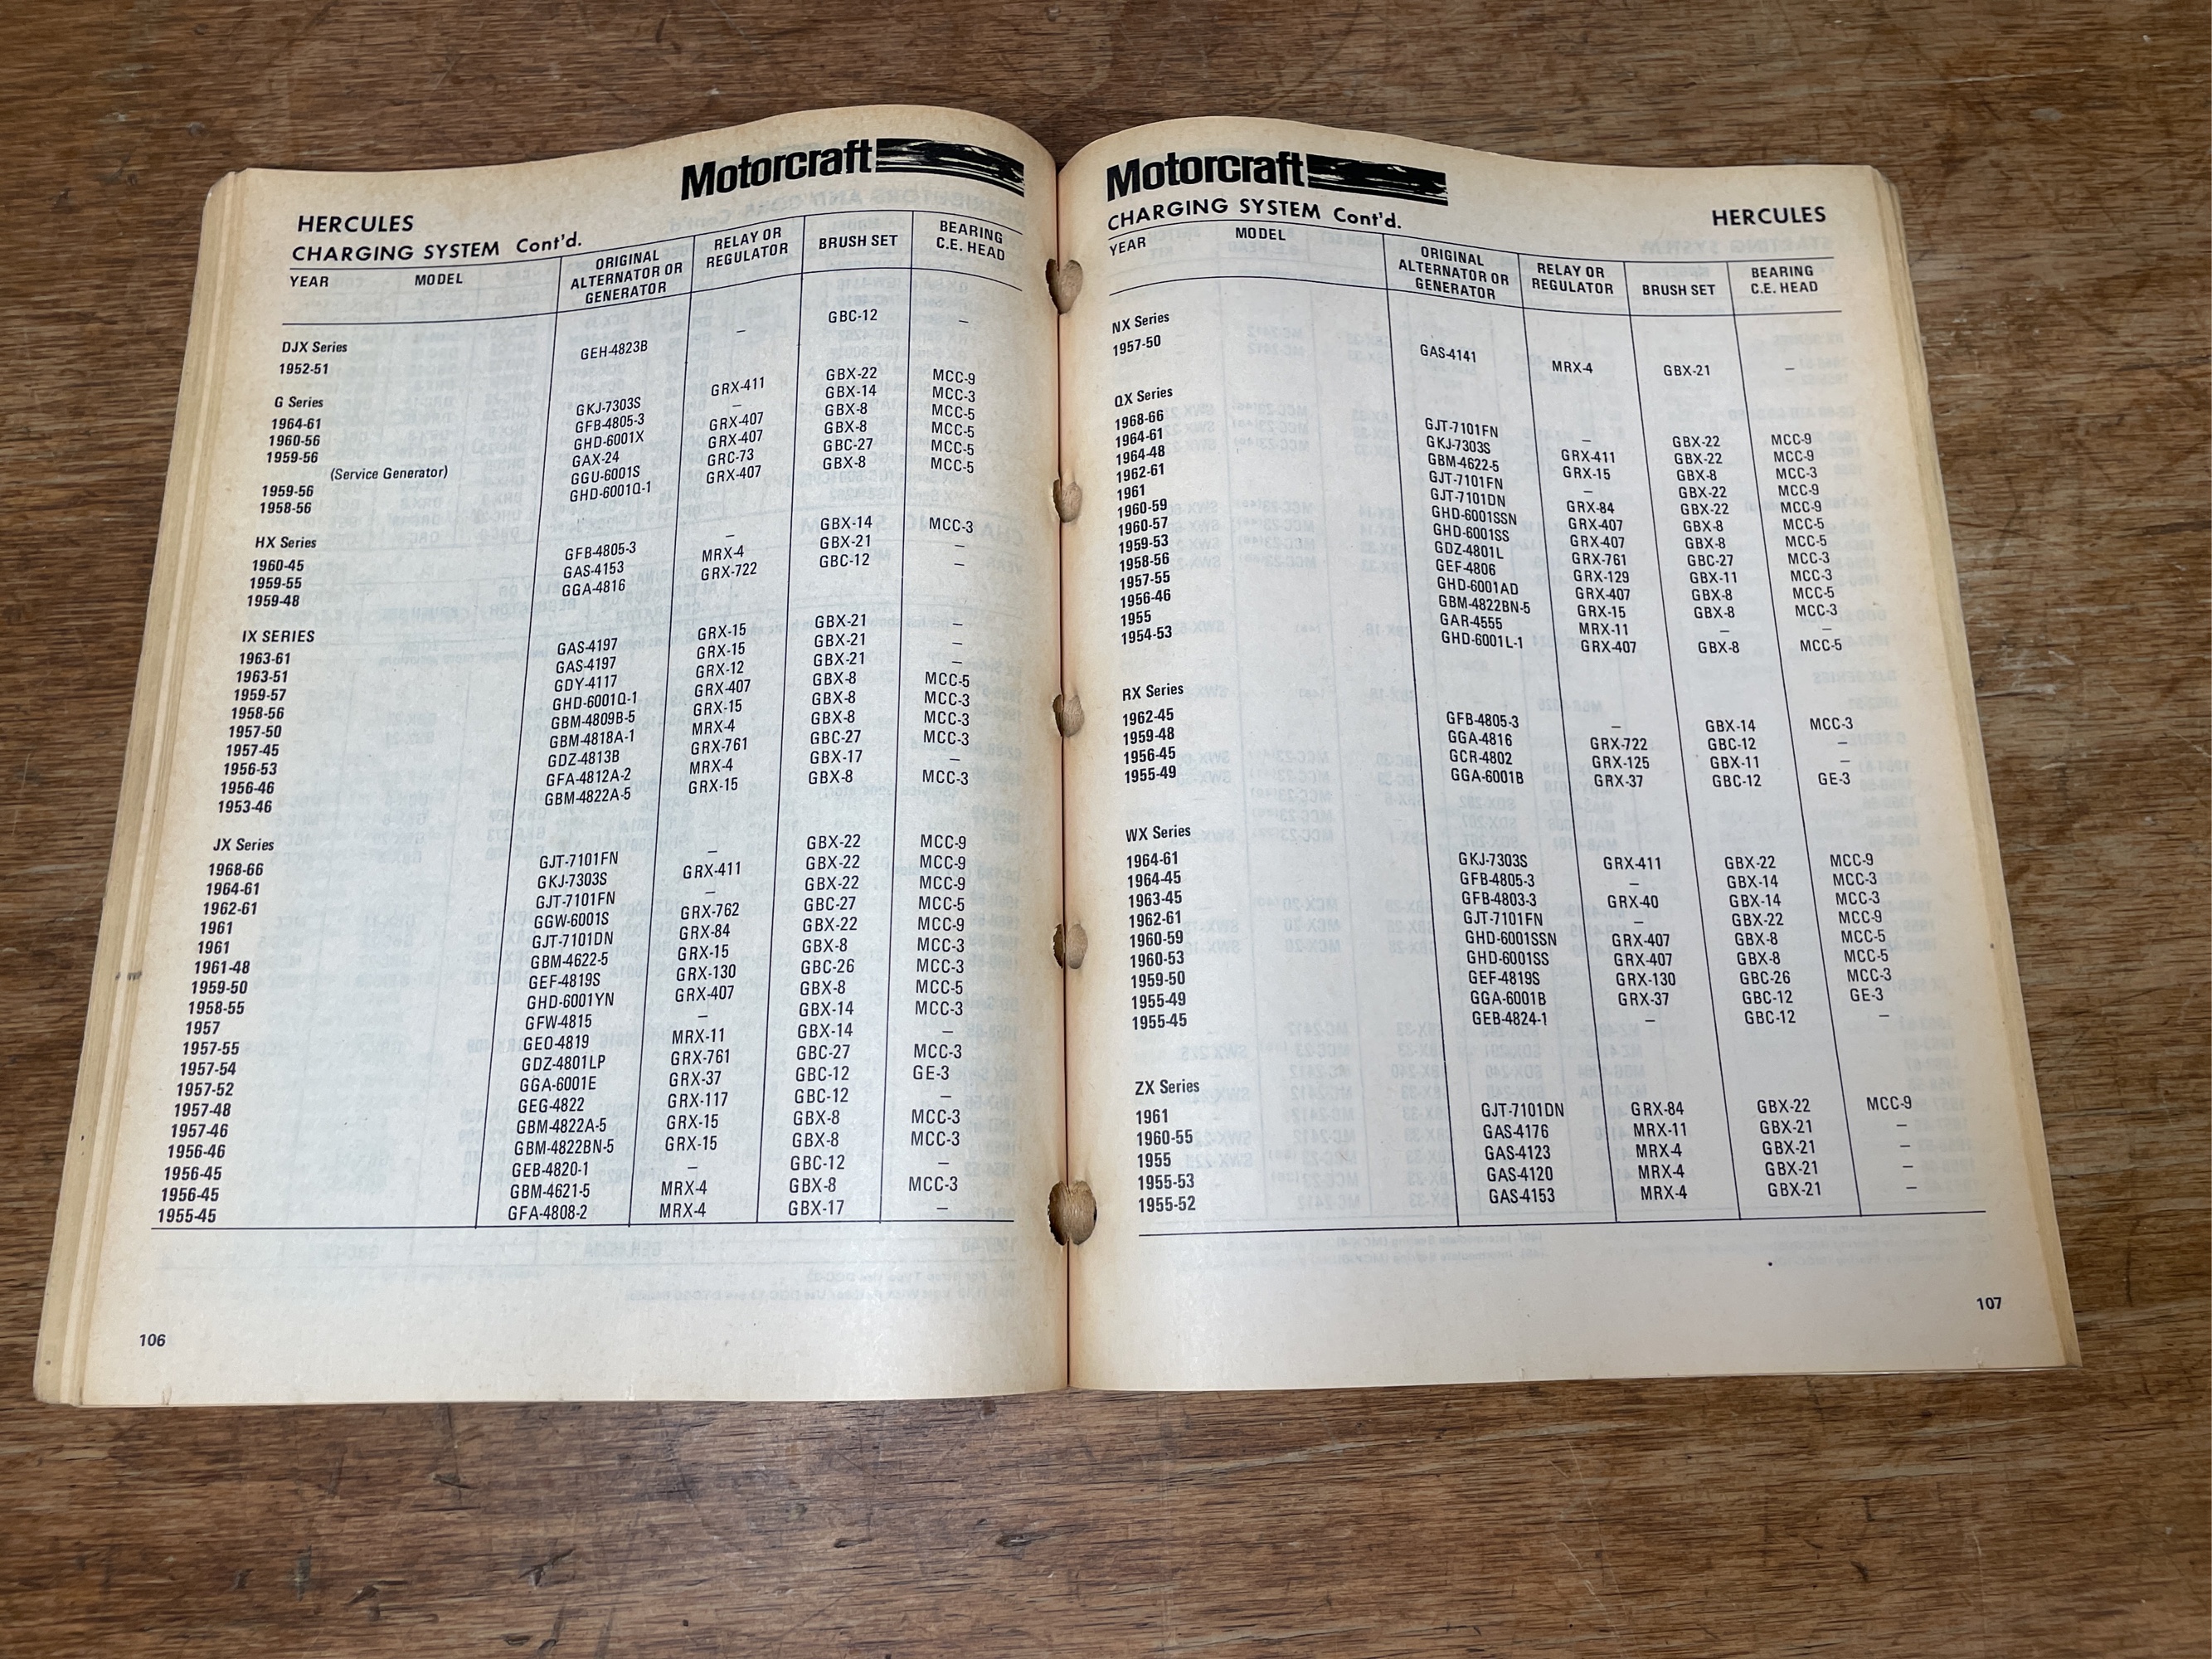 Motorcraft
HERCULES
CHARGING SYSTEM Cont'd.
YEAR MODEL ORIGINAL ALTERNATOR OR GENERATOR RELAY OR REGULATOR BRUSH SET BEARING C.E. HEAD
DJX Series
1952-51 GEH-4823B – GBC-12 –
G Series
1964-61 GKJ-7303S GRX-411 GBX-22 MCC-9
1960-56 GFB-4805-3 – GBX-14 MCC-3
1959-56 GHD-6001X GRX-407 GBX-8 MCC-5
(Service Generator) GAX-24 GRX-407 GBX-8 MCC-5
1959-56 GGU-6001S GRC-73 GBC-27 MCC-5
1958-56 GHD-6001Q-1 GRX-407 GBX-8 MCC-5
HX Series
1960-45 GFB-4805-3 – GBX-14 MCC-3
1959-55 GAS-4153 MRX-4 GBX-21 –
1959-48 GGA-4816 GRX-722 GBC-12 –
IX SERIES
1963-61 GAS-4197 GRX-15 GBX-21 –
1963-51 GAS-4197 GRX-15 GBX-21 –
1959-57 GDY-4117 GRX-12 GBX-21 –
1958-56 GHD-6001Q-1 GRX-407 GBX-8 MCC-5
1957-50 GBM-4809B-5 GRX-15 GBX-8 MCC-3
1957-45 GBM-4818A-1 MRX-4 GBX-8 MCC-3
1956-53 GDZ-4813B GRX-761 GBC-27 MCC-3
1956-46 GFA-4812A-2 MRX-4 GBX-17 –
1953-46 GBM-4822A-5 GRX-15 GBX-8 MCC-3
JX Series
1968-66 GJT-7101FN – GBX-22 MCC-9
1964-61 GKJ-7303S GRX-411 GBX-22 MCC-9
1962-61 GJT-7101FN – GBX-22 MCC-9
1961 GGW-6001S GRX-762 GBC-27 MCC-5
1961 GJT-7101DN GRX-84 GBX-22 MCC-9
1961-48 GBM-4622-5 GRX-15 GBX-8 MCC-3
1959-50 GEF-4819S GRX-130 GBC-26 MCC-3
1958-55 GHD-6001YN GRX-407 GBX-8 MCC-5
1957 GFW-4815 – GBX-14 MCC-3
1957-55 GEO-4819 MRX-11 GBX-14 –
1957-54 GDZ-4801LP GRX-761 GBC-27 MCC-3
1957-52 GGA-6001E GRX-37 GBC-12 GE-3
1957-48 GEG-4822 GRX-117 GBC-12 –
1957-46 GBM-4822A-5 GRX-15 GBX-8 MCC-3
1956-46 GBM-4822BN-5 GRX-15 GBX-8 MCC-3
1956-45 GEB-4820-1 – GBC-12 –
1956-45 GBM-4621-5 MRX-4 GBX-8 MCC-3
1955-45 GFA-4808-2 MRX-4 GBX-17 –
106
Motorcraft
CHARGING SYSTEM Cont'd. HERCULES
YEAR MODEL ORIGINAL ALTERNATOR OR GENERATOR RELAY OR REGULATOR BRUSH SET BEARING C.E. HEAD
NX Series
1957-50 GAS-4141 MRX-4 GBX-21 –
QX Series
1968-66 GJT-7101FN – GBX-22 MCC-9
1964-61 GKJ-7303S GRX-411 GBX-22 MCC-9
1964-48 GBM-4622-5 GRX-15 GBX-8 MCC-3
1962-61 GJT-7101FN – GBX-22 MCC-9
1961 GJT-7101DN GRX-84 GBX-22 MCC-9
1960-59 GHD-6001SSN GRX-407 GBX-8 MCC-5
1960-57 GHD-6001SS GRX-407 GBX-8 MCC-5
1959-53 GDZ-4801L GRX-761 GBC-27 MCC-3
1958-56 GEF-4806 GRX-129 GBX-11 MCC-3
1957-55 GHD-6001AD GRX-407 GBX-8 MCC-5
1956-46 GBM-4822BN-5 GRX-15 GBX-8 MCC-3
1955 GAR-4555 MRX-11 – –
1954-53 GHD-6001L-1 GRX-407 GBX-8 MCC-5
RX Series
1962-45 GFB-4805-3 – GBX-14 MCC-3
1959-48 GGA-4816 GRX-722 GBC-12 –
1956-45 GCR-4802 GRX-125 GBX-11 –
1955-49 GGA-6001B GRX-37 GBC-12 GE-3
WX Series
1964-61 GKJ-7303S GRX-411 GBX-22 MCC-9
1964-45 GFB-4805-3 – GBX-14 MCC-3
1963-45 GFB-4803-3 GRX-40 GBX-14 MCC-3
1962-61 GJT-7101FN – GBX-22 MCC-9
1960-59 GHD-6001SSN GRX-407 GBX-8 MCC-5
1960-53 GHD-6001SS GRX-407 GBX-8 MCC-5
1959-50 GEF-4819S GRX-130 GBC-26 MCC-3
1955-49 GGA-6001B GRX-37 GBC-12 GE-3
1955-45 GEB-4824-1 – GBC-12 –
ZX Series
1961 GJT-7101DN GRX-84 GBX-22 MCC-9
1960-55 GAS-4176 MRX-11 GBX-21 –
1955 GAS-4123 MRX-4 GBX-21 –
1955-53 GAS-4120 MRX-4 GBX-21 –
1955-52 GAS-4153 MRX-4 GBX-21 –
107